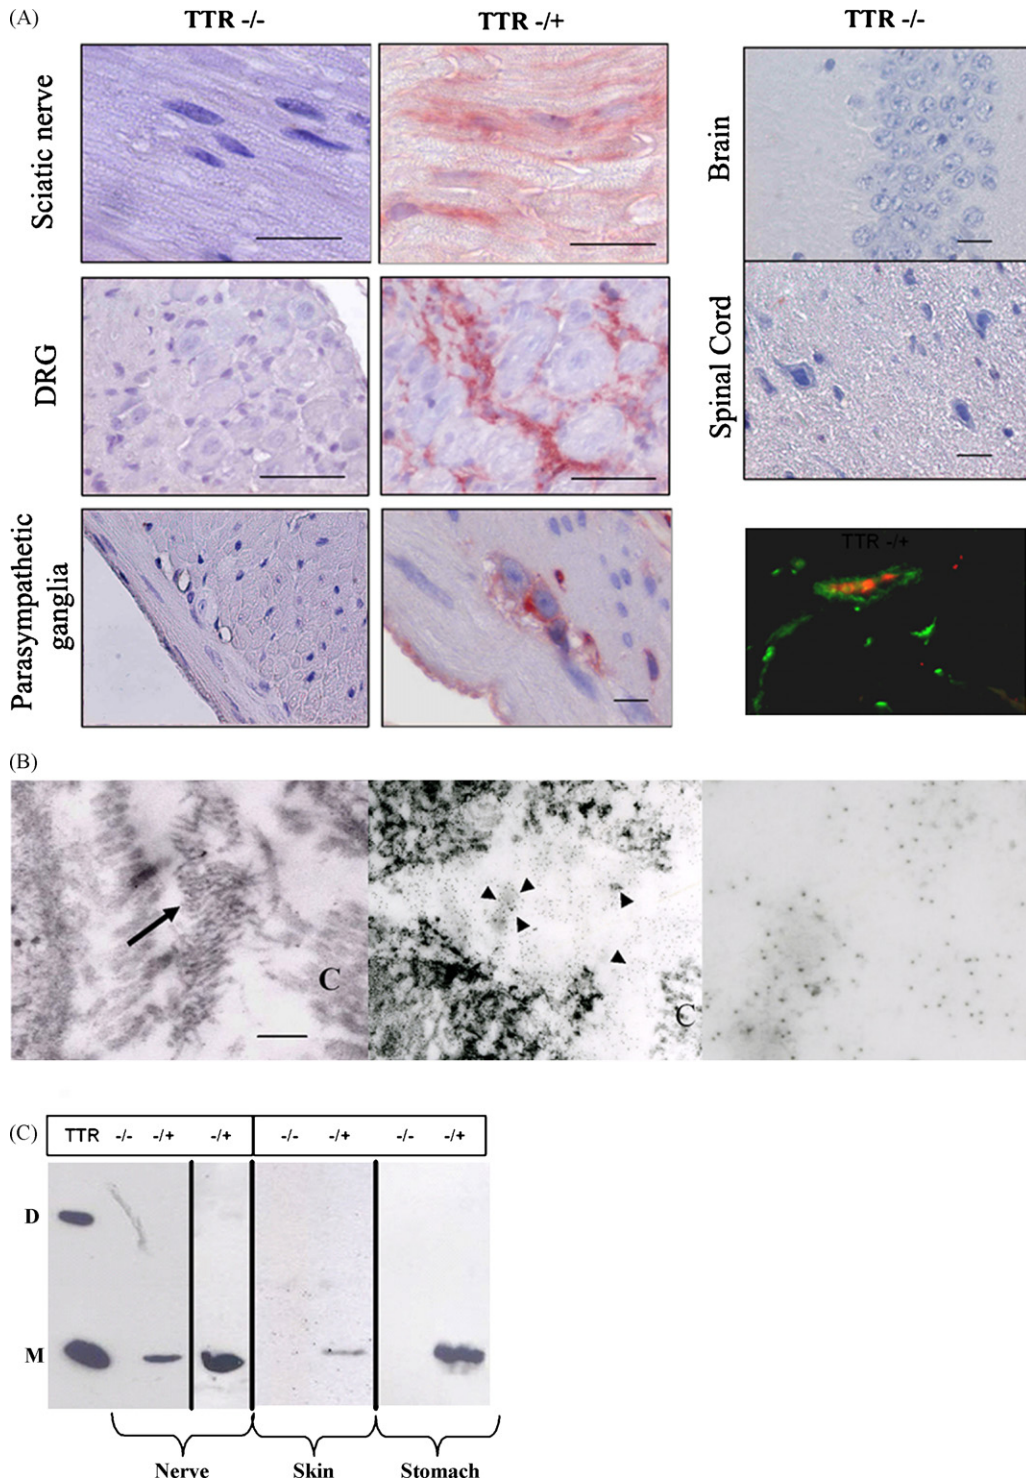 (A)
TTR -/-
TTR -/+
TTR -/-
Sciatic nerve
Brain
DRG
Spinal Cord
Parasympathetic
ganglia
TTR -/+
(B)
C
C
(C)
TTR -/- -/+ -/+ -/- -/+ -/- -/+
D
M
Nerve
Skin
Stomach